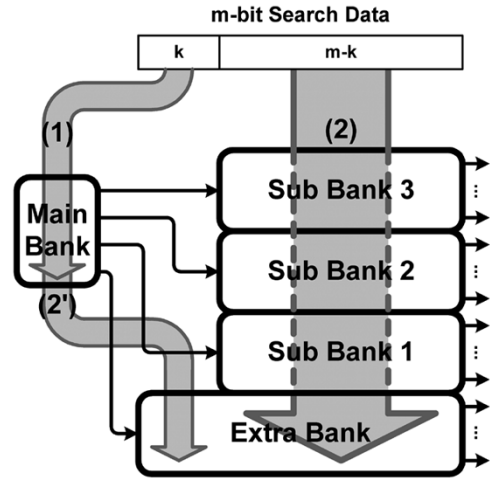 m-bit Search Data
k
m-k
(1)
(2)
Sub Bank 3
Main
Bank
Sub Bank 2
(2')
Sub Bank 1
Extra Bank